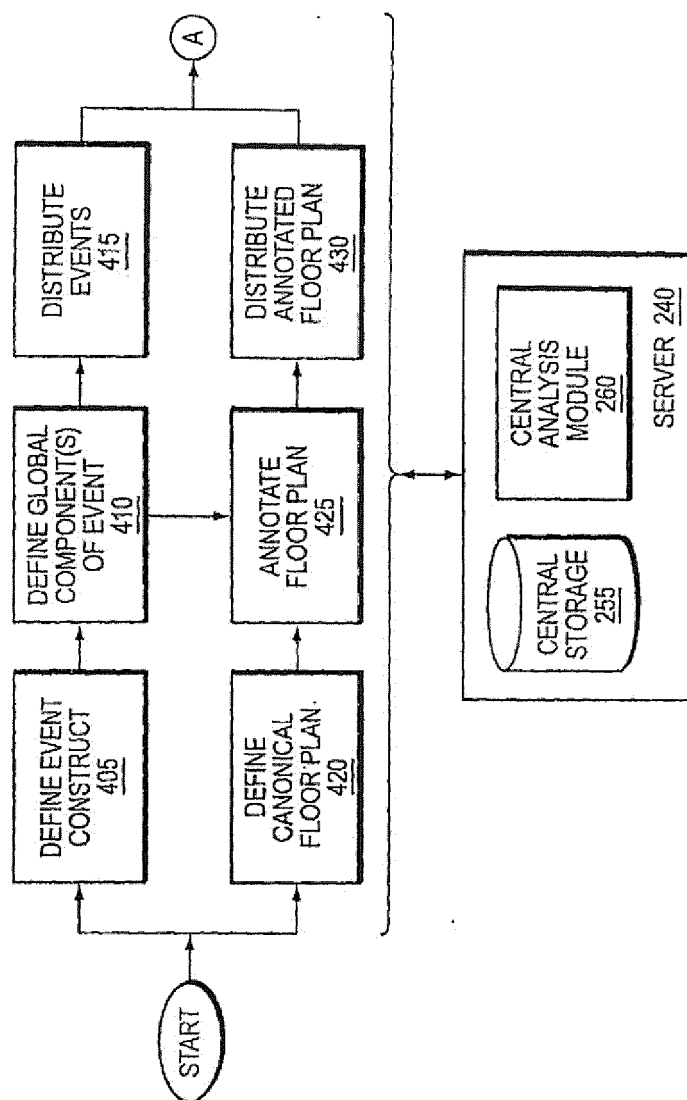 START
DEFINE EVENT
CONSTRUCT
405
DEFINE GLOBAL
COMPONENT(S)
OF EVENT
410
DISTRIBUTE
EVENTS
415
DEFINE
CANONICAL
FLOOR PLAN.
420
ANNOTATE
FLOOR PLAN
425
DISTRIBUTE
ANNOTATED
FLOOR PLAN
430
A
CENTRAL
STORAGE
255
CENTRAL
ANALYSIS
MODULE
260
SERVER 240